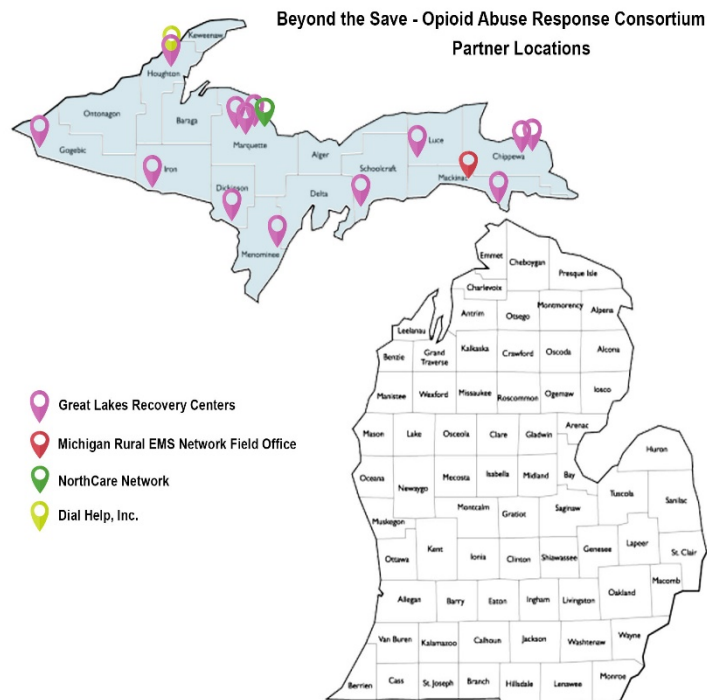 Beyond the Save - Opioid Abuse Response Consortium
Partner Locations
Keweenaw
Houghton
Ontonagon
Baraga
Gogebic
Iron
Marquette
Alger
Luce
Chippewa
Schoolcraft
Mackinac
Dickinson
Delta
Menominee
Emmet
Cheboygan
Presque Isle
Charlevoix
Antrim
Otsego
Montmorency
Alpena
Leelanau
Benzie
Grand
Traverse
Kalkaska
Crawford
Oscoda
Alcona
Manistee
Wexford
Missaukee
Roscommon
Ogemaw
Iosco
Great Lakes Recovery Centers
Michigan Rural EMS Network Field Office
NorthCare Network
Dial Help, Inc.
Mason
Lake
Osceola
Clare
Gladwin
Arenac
Huron
Oceana
Newaygo
Mecosta
Isabella
Midland
Bay
Tuscola
Sanilac
Muskegon
Montcalm
Gratiot
Saginaw
Ottawa
Kent
Ionia
Clinton
Shiawassee
Genesee
Lapeer
St. Clair
Allegan
Barry
Eaton
Ingham
Livingston
Oakland
Macomb
Van Buren
Kalamazoo
Calhoun
Jackson
Washtenaw
Wayne
Berrien
Cass
St. Joseph
Branch
Hillsdale
Lenawee
Monroe